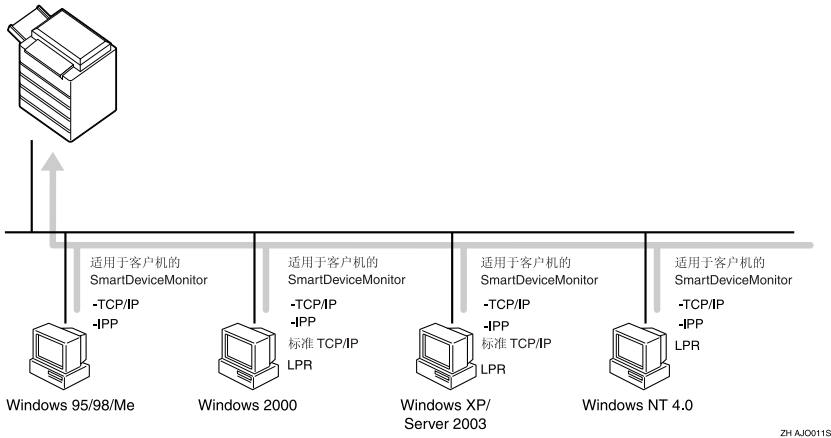 适用于客户机的
SmartDeviceMonitor
-TCP/IP
-IPP
Windows 95/98/Me
适用于客户机的
SmartDeviceMonitor
-TCP/IP
-IPP
标准 TCP/IP
LPR
Windows 2000
适用于客户机的
SmartDeviceMonitor
-TCP/IP
-IPP
标准 TCP/IP
LPR
Windows XP/
Server 2003
适用于客户机的
SmartDeviceMonitor
-TCP/IP
-IPP
LPR
Windows NT 4.0
ZH AJO011S